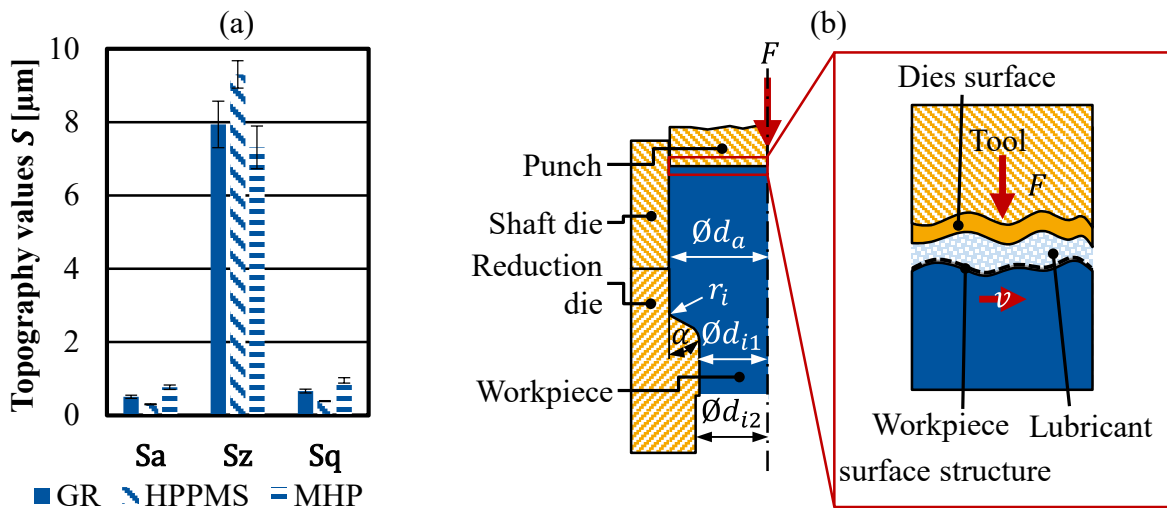 (a)
Topography values S [µm]
10
8
6
4
2
0
Sa Sz Sq
GR HPPMS MHP
(b)
F
Punch
Shaft die
Reduction
die
Workpiece
Ød_a
r_i
α
Ød_i1
Ød_i2
Dies surface
Tool
F
v
Workpiece
surface structure
Lubricant